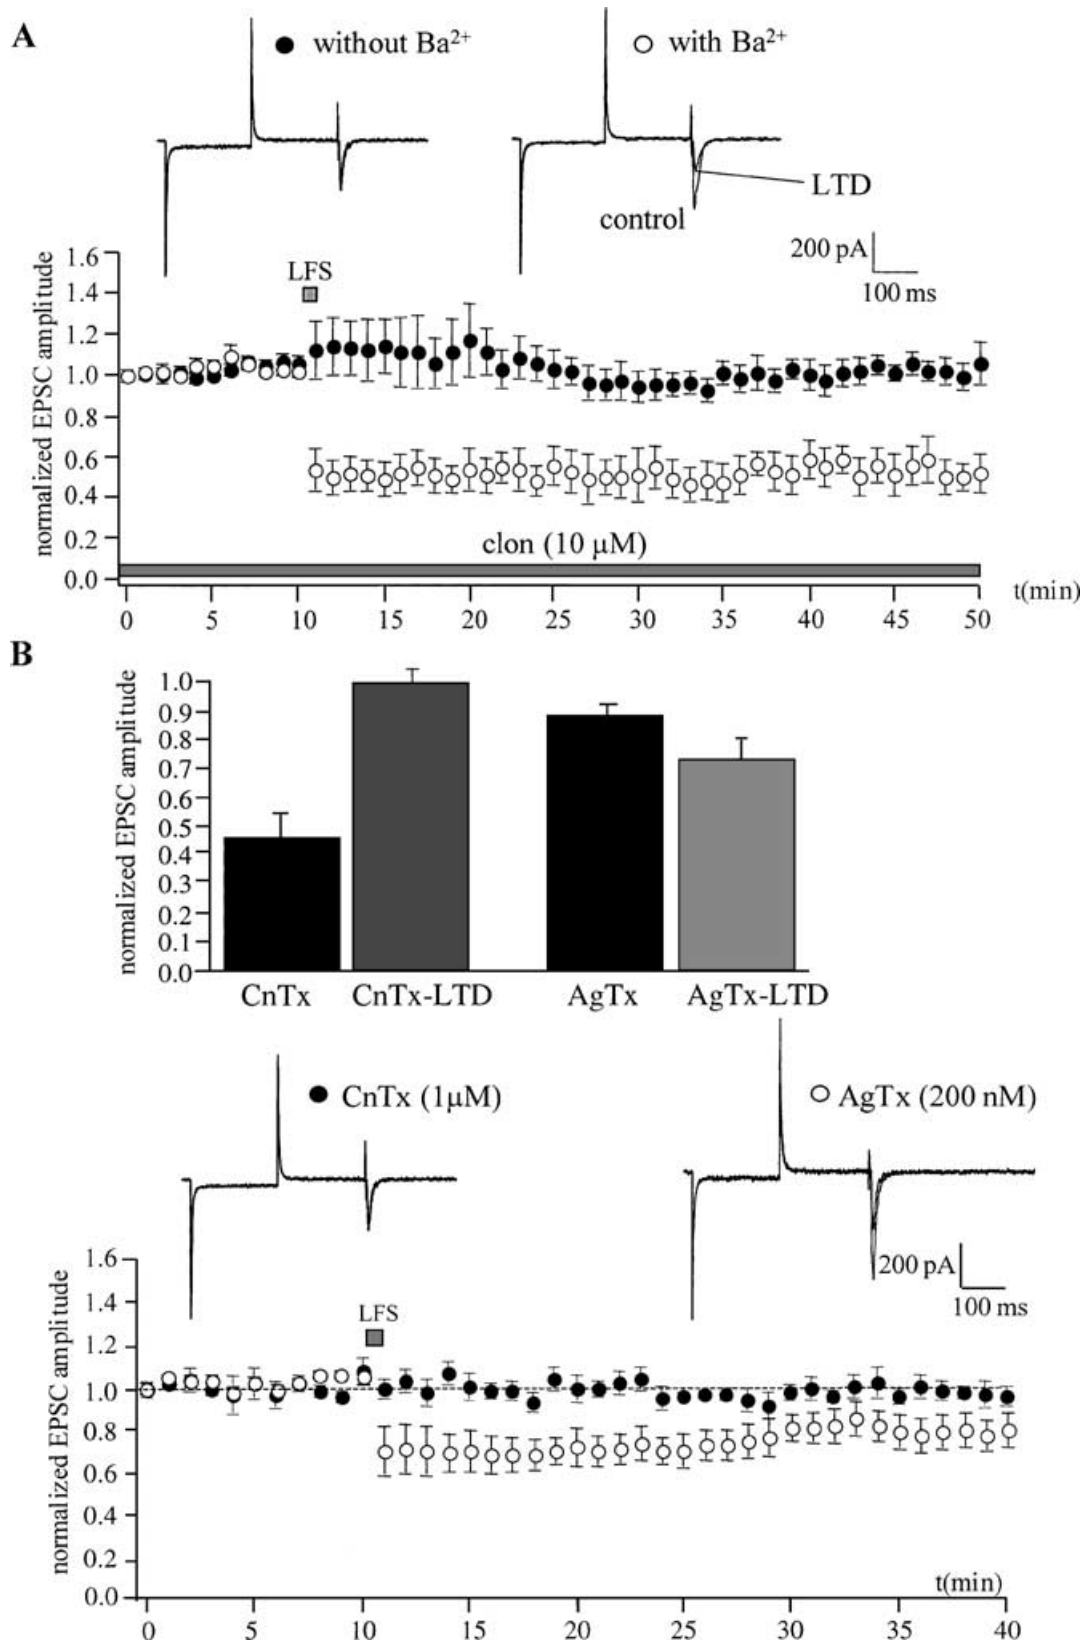 A
without Ba²⁺
with Ba²⁺
LTD
control
200 pA
100 ms
normalized EPSC amplitude
1.6
1.4
1.2
1.0
0.8
0.6
0.4
0.2
0.0
LFS
clon (10 μM)
0 5 10 15 20 25 30 35 40 45 50
t(min)
B
normalized EPSC amplitude
1.0
0.9
0.8
0.7
0.6
0.5
0.4
0.3
0.2
0.1
0.0
CnTx CnTx-LTD AgTx AgTx-LTD
CnTx (1μM)
AgTx (200 nM)
200 pA
100 ms
normalized EPSC amplitude
1.6
1.4
1.2
1.0
0.8
0.6
0.4
0.2
0.0
LFS
t(min)
0 5 10 15 20 25 30 35 40